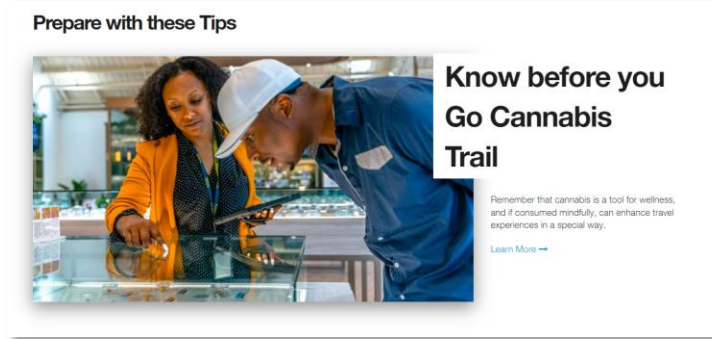 Prepare with these Tips
Know before you
Go Cannabis
Trail
Remember that cannabis is a tool for wellness,
and if consumed mindfully, can enhance travel
experiences in a special way.
Learn More →